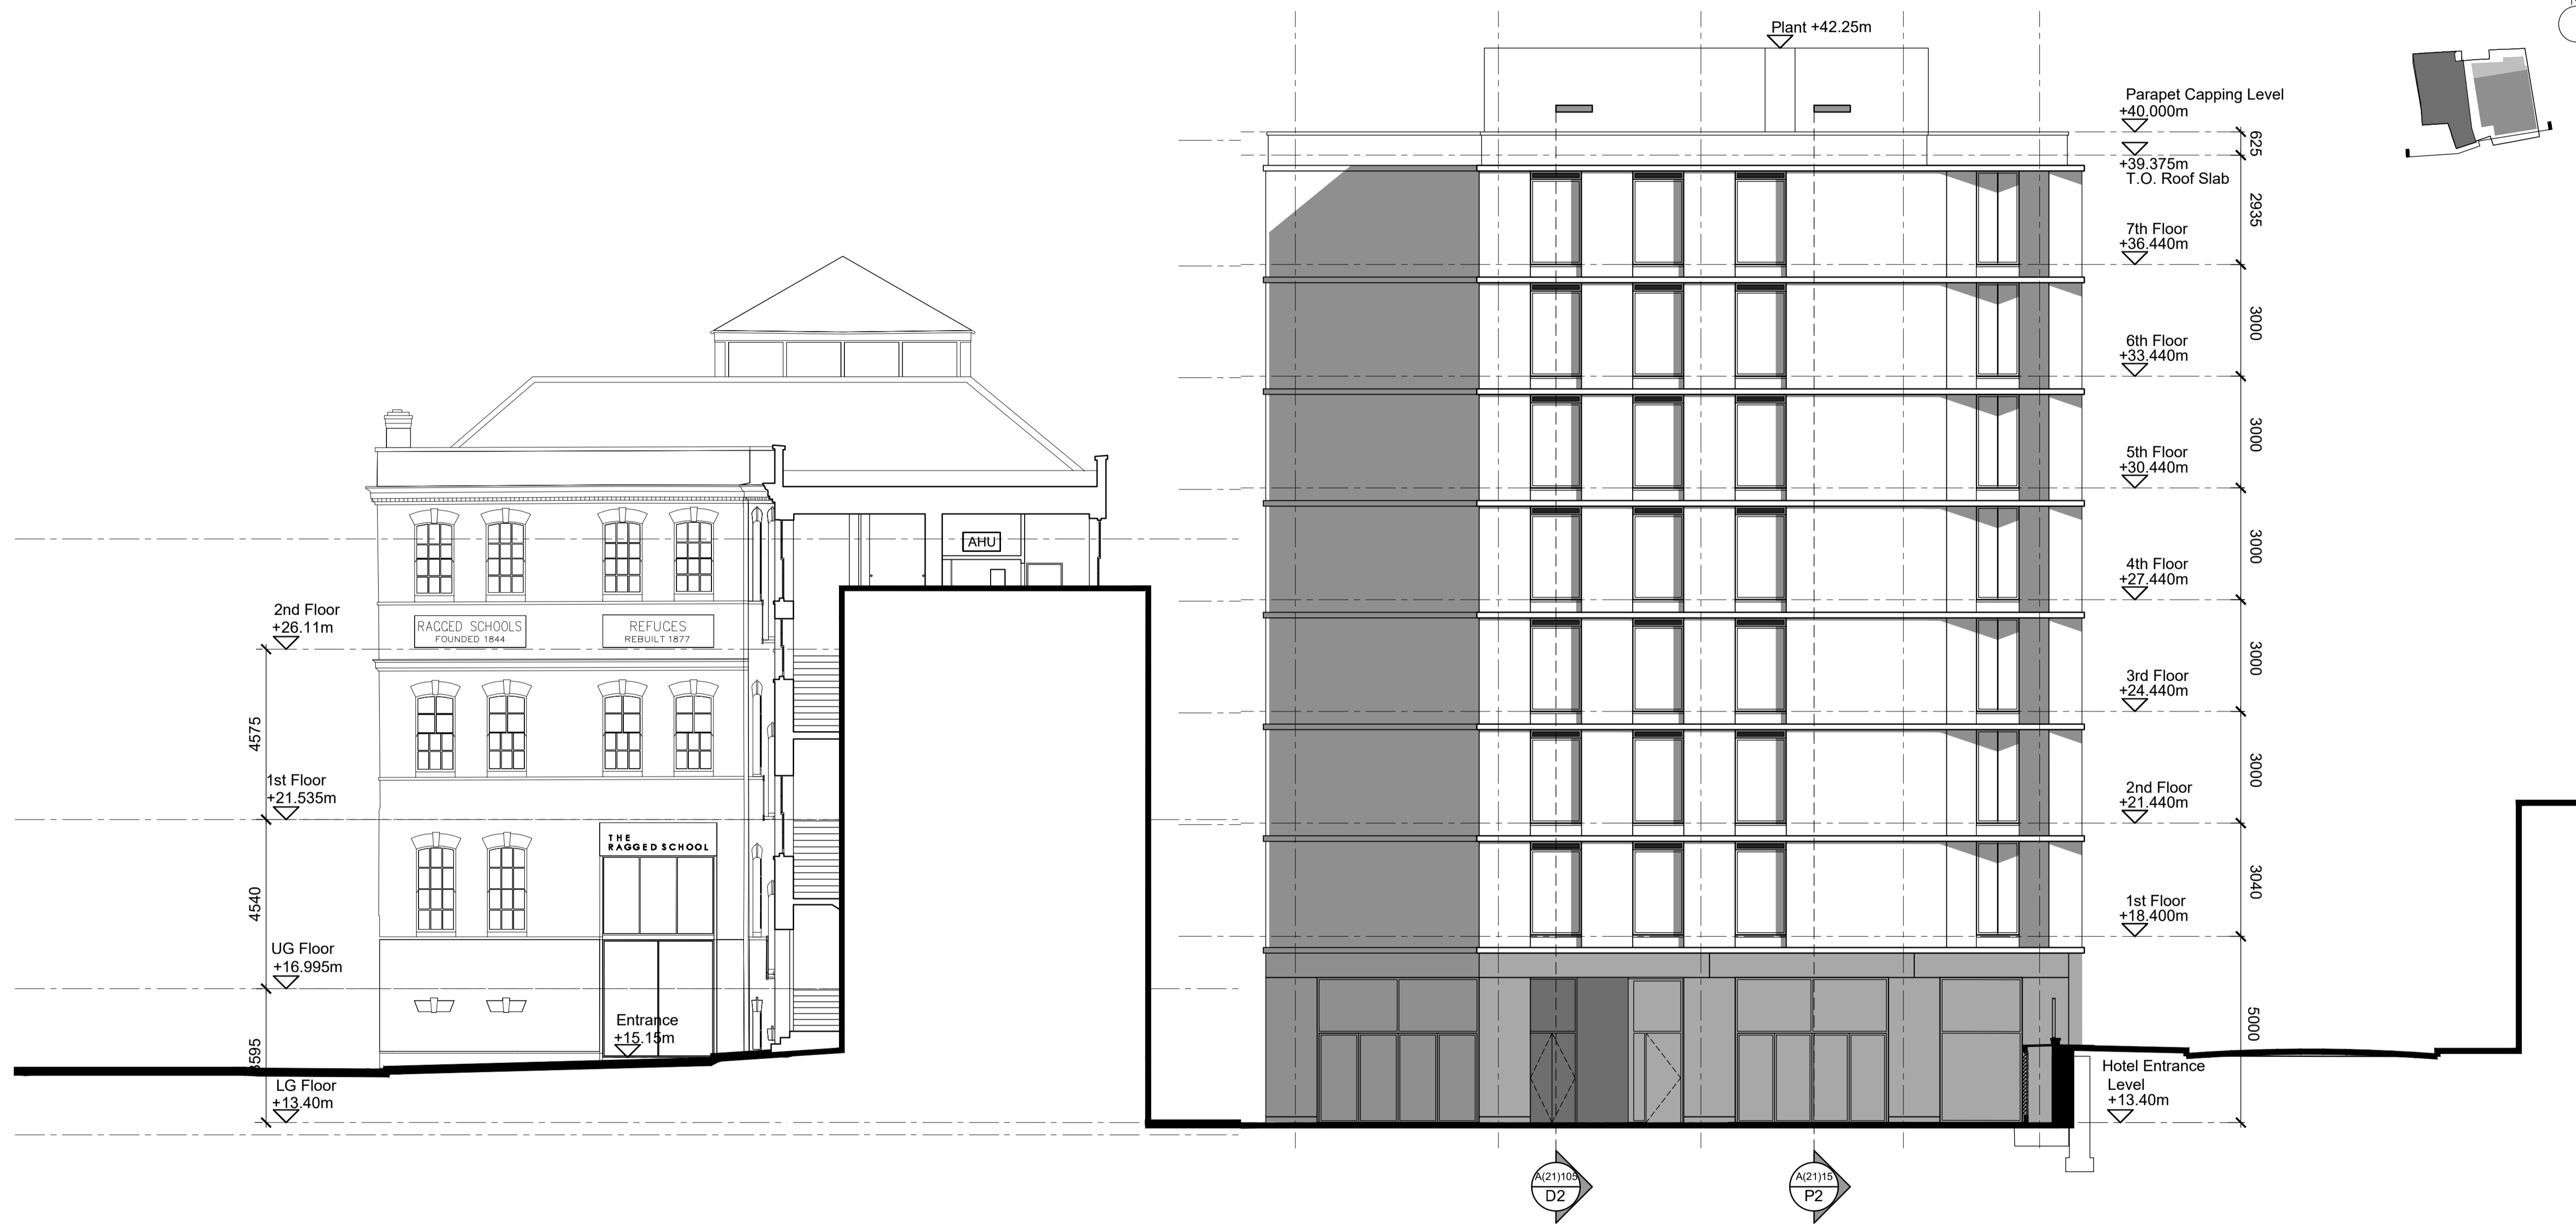 Plant +42.25m
Parapet Capping Level
+40.000m
625
+39.375m
T.O. Roof Slab
2935
7th Floor
+36.440m
3000
6th Floor
+33.440m
3000
5th Floor
+30.440m
3000
4th Floor
+27.440m
3000
3rd Floor
+24.440m
3000
2nd Floor
+21.440m
3040
1st Floor
+18.400m
5000
Hotel Entrance
Level
+13.40m
AHU
2nd Floor
+26.11m
RAGGED SCHOOLS
FOUNDED 1844
REFUGES
REBUILT 1877
4575
1st Floor
+21.535m
THE
RAGGED SCHOOL
4540
UG Floor
+16.995m
Entrance
+15.15m
LG Floor
+13.40m
A(21)105
D2
A(21)15
P2